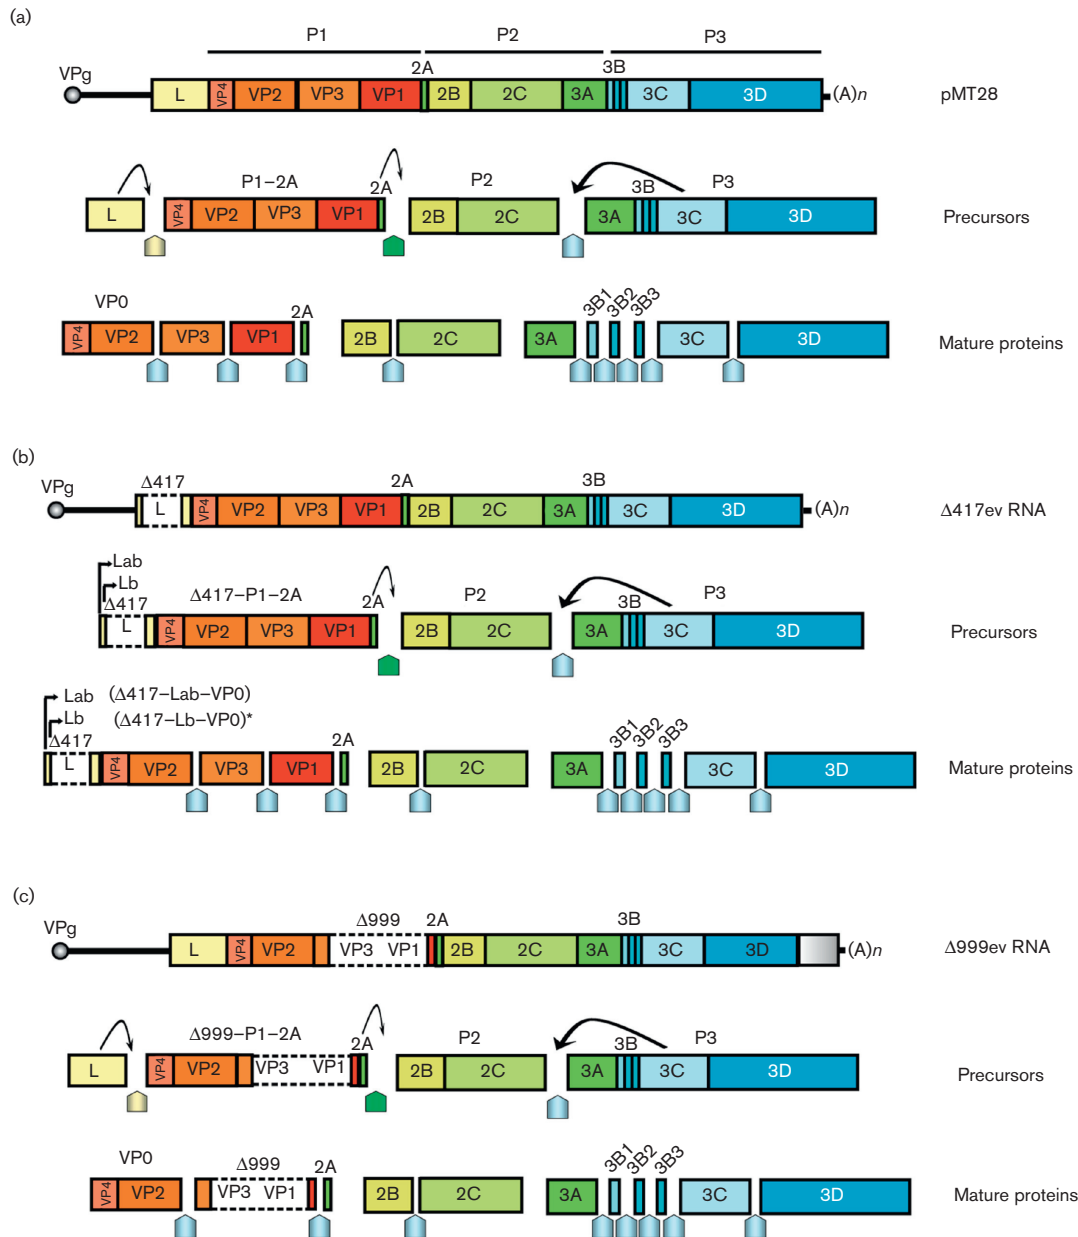 (a)
P1 P2 P3
VPg 2A 3B
L VP4 VP2 VP3 VP1 2B 2C 3A 3C 3D (A)n pMT28
P1–2A 2A P2 3B P3
L VP4 VP2 VP3 VP1 2B 2C 3A 3C 3D Precursors
VP0 2A 3B1 3B2 3B3
VP4 VP2 VP3 VP1 2B 2C 3A 3C 3D Mature proteins
(b)
VPg Δ417 2A 3B
L VP4 VP2 VP3 VP1 2B 2C 3A 3C 3D (A)n Δ417ev RNA
Lab
Lb
Δ417 Δ417–P1–2A 2A P2 3B P3
L VP4 VP2 VP3 VP1 2B 2C 3A 3C 3D Precursors
Lab (Δ417–Lab–VP0)
Lb (Δ417–Lb–VP0)*
Δ417 2A 3B1 3B2 3B3
L VP4 VP2 VP3 VP1 2B 2C 3A 3C 3D Mature proteins
(c)
VPg Δ999 2A 3B
L VP4 VP2 VP3 VP1 2B 2C 3A 3C 3D (A)n Δ999ev RNA
Δ999–P1–2A 2A P2 3B P3
L VP4 VP2 VP3 VP1 2B 2C 3A 3C 3D Precursors
VP0 Δ999 2A 3B1 3B2 3B3
VP4 VP2 VP3 VP1 2B 2C 3A 3C 3D Mature proteins